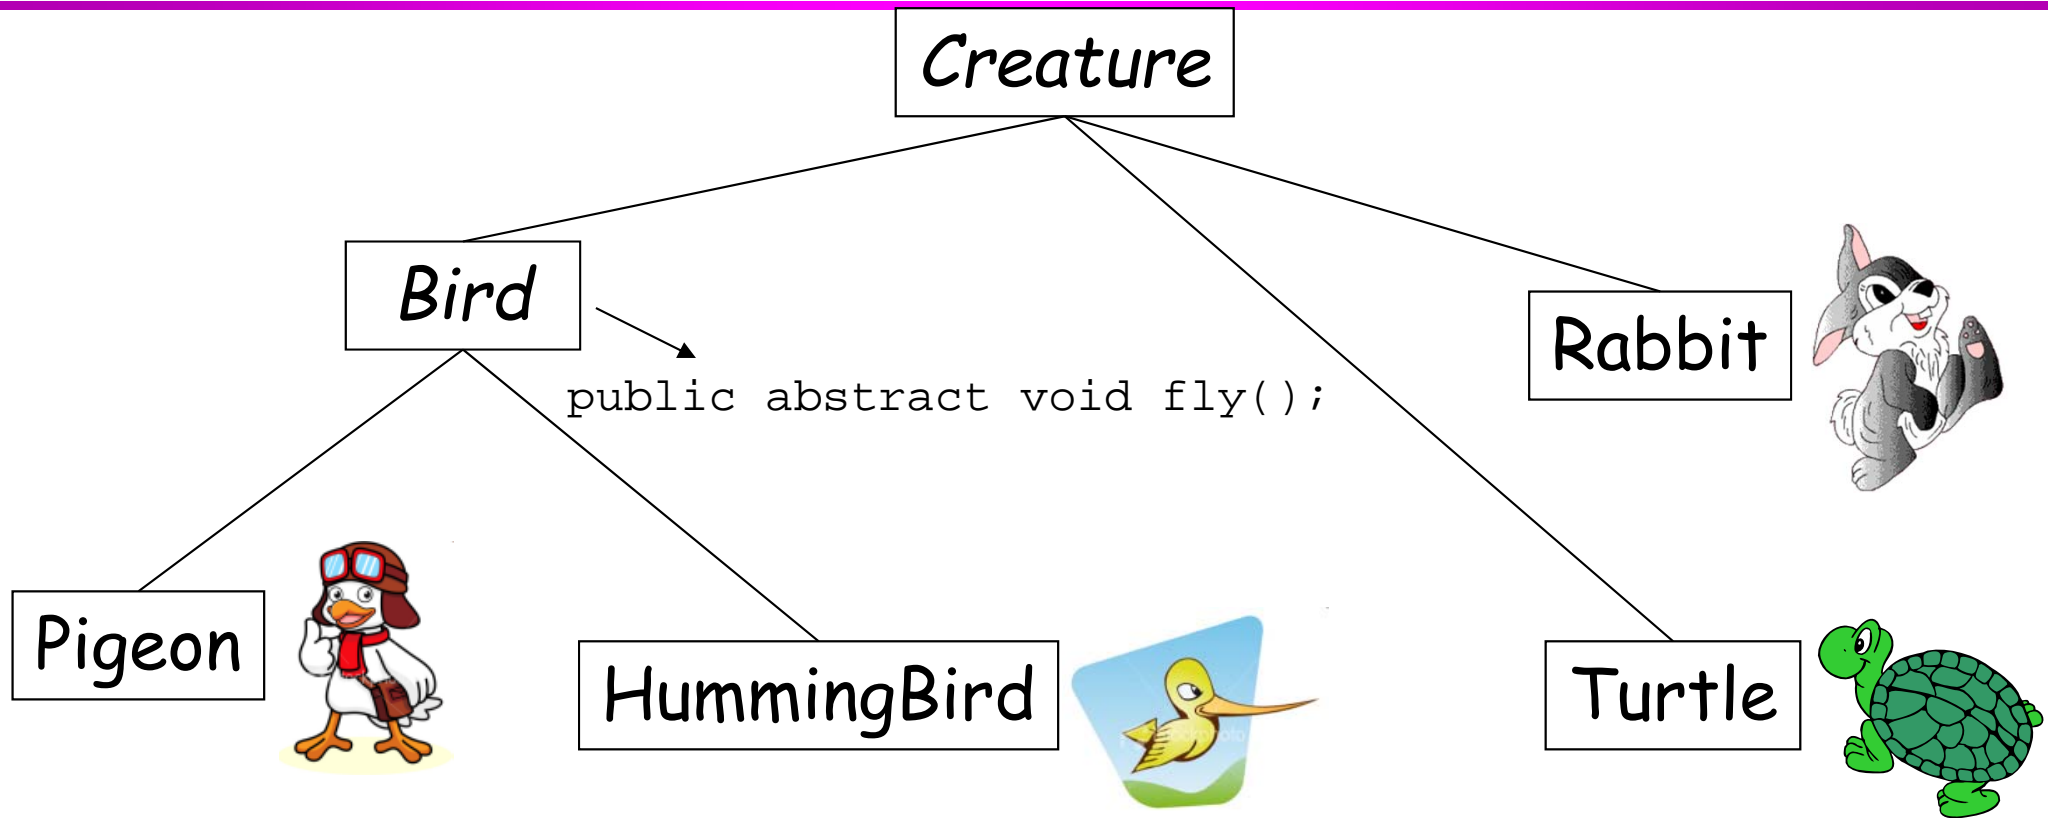 Creature
Bird
Rabbit
public abstract void fly();
Pigeon
HummingBird
Turtle